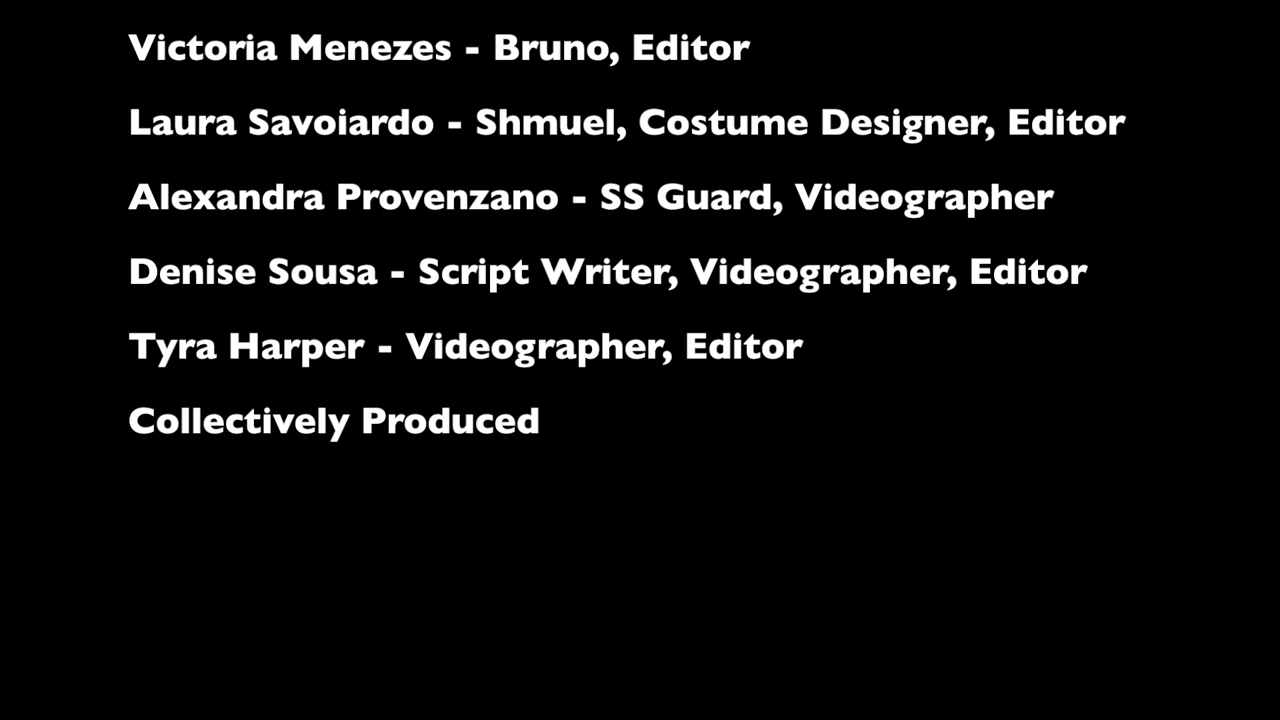 Victoria Menezes - Bruno, Editor
Laura Savoiardo - Shmuel, Costume Designer, Editor
Alexandra Provenzano - SS Guard, Videographer
Denise Sousa - Script Writer, Videographer, Editor
Tyra Harper - Videographer, Editor
Collectively Produced